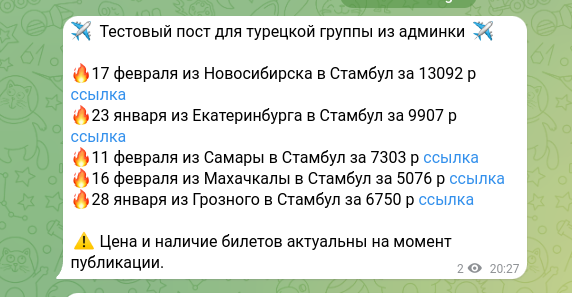 ✈️ Тестовый пост для турецкой группы из админки ✈️
🔥17 февраля из Новосибирска в Стамбул за 13092 р
ссылка
🔥23 января из Екатеринбурга в Стамбул за 9907 р
ссылка
🔥11 февраля из Самары в Стамбул за 7303 р ссылка
🔥16 февраля из Махачкалы в Стамбул за 5076 р ссылка
🔥28 января из Грозного в Стамбул за 6750 р ссылка
⚠️ Цена и наличие билетов актуальны на момент
публикации.
2 20:27